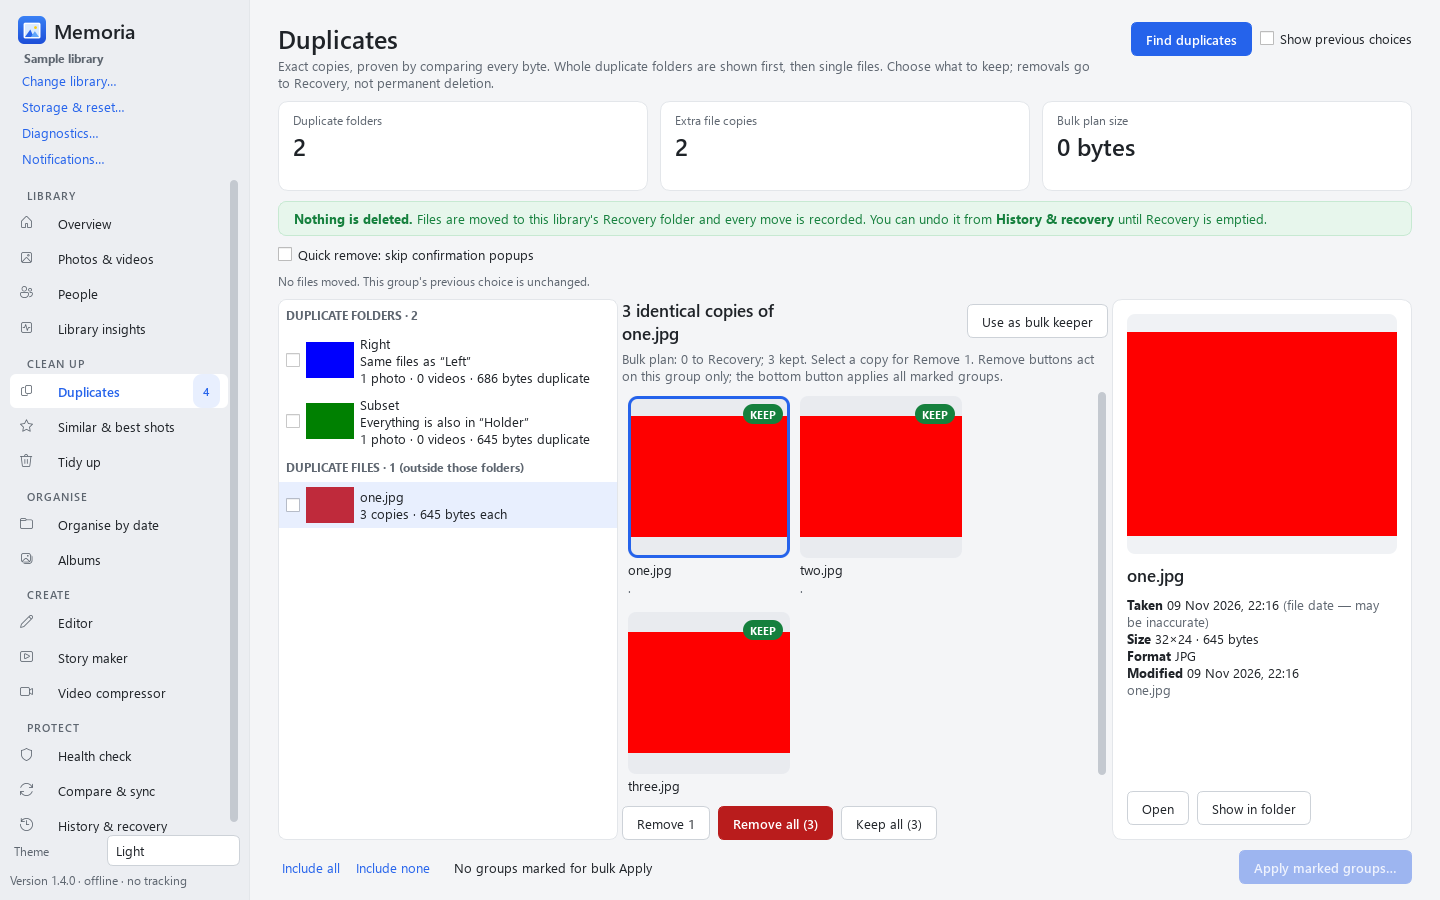 Memoria
Sample library
Change library...
Storage & reset...
Diagnostics...
Notifications...
LIBRARY
Overview
Photos & videos
People
Library insights
CLEAN UP
Duplicates 4
Similar & best shots
Tidy up
ORGANISE
Organise by date
Albums
CREATE
Editor
Story maker
Video compressor
PROTECT
Health check
Compare & sync
History & recovery
Theme Light
Version 1.4.0 · offline · no tracking
Duplicates
Find duplicates Show previous choices
Exact copies, proven by comparing every byte. Whole duplicate folders are shown first, then single files. Choose what to keep; removals go
to Recovery, not permanent deletion.
Duplicate folders
2
Extra file copies
2
Bulk plan size
0 bytes
Nothing is deleted. Files are moved to this library's Recovery folder and every move is recorded. You can undo it from History & recovery until Recovery is emptied.
Quick remove: skip confirmation popups
No files moved. This group's previous choice is unchanged.
DUPLICATE FOLDERS · 2
Right
Same files as “Left”
1 photo · 0 videos · 686 bytes duplicate
Subset
Everything is also in “Holder”
1 photo · 0 videos · 645 bytes duplicate
DUPLICATE FILES · 1 (outside those folders)
one.jpg
3 copies · 645 bytes each
3 identical copies of
one.jpg
Use as bulk keeper
Bulk plan: 0 to Recovery; 3 kept. Select a copy for Remove 1. Remove buttons act
on this group only; the bottom button applies all marked groups.
KEEP
one.jpg
.
KEEP
two.jpg
.
KEEP
three.jpg
Remove 1 Remove all (3) Keep all (3)
one.jpg
Taken 09 Nov 2026, 22:16 (file date — may
be inaccurate)
Size 32×24 · 645 bytes
Format JPG
Modified 09 Nov 2026, 22:16
one.jpg
Open Show in folder
Include all Include none No groups marked for bulk Apply
Apply marked groups...